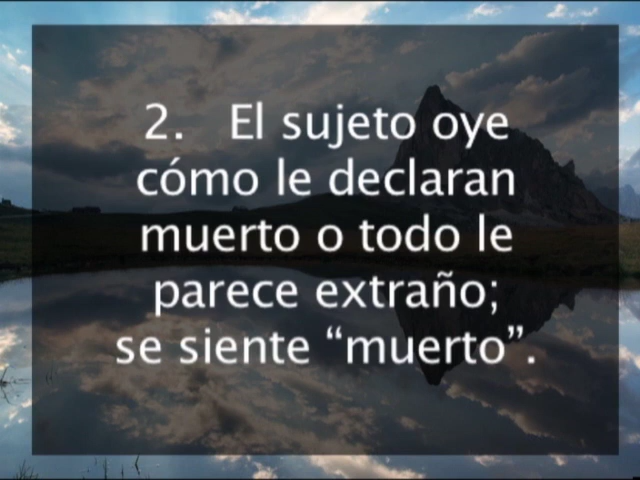 2. El sujeto oye
cómo le declaran
muerto o todo le
parece extraño;
se siente “muerto”.